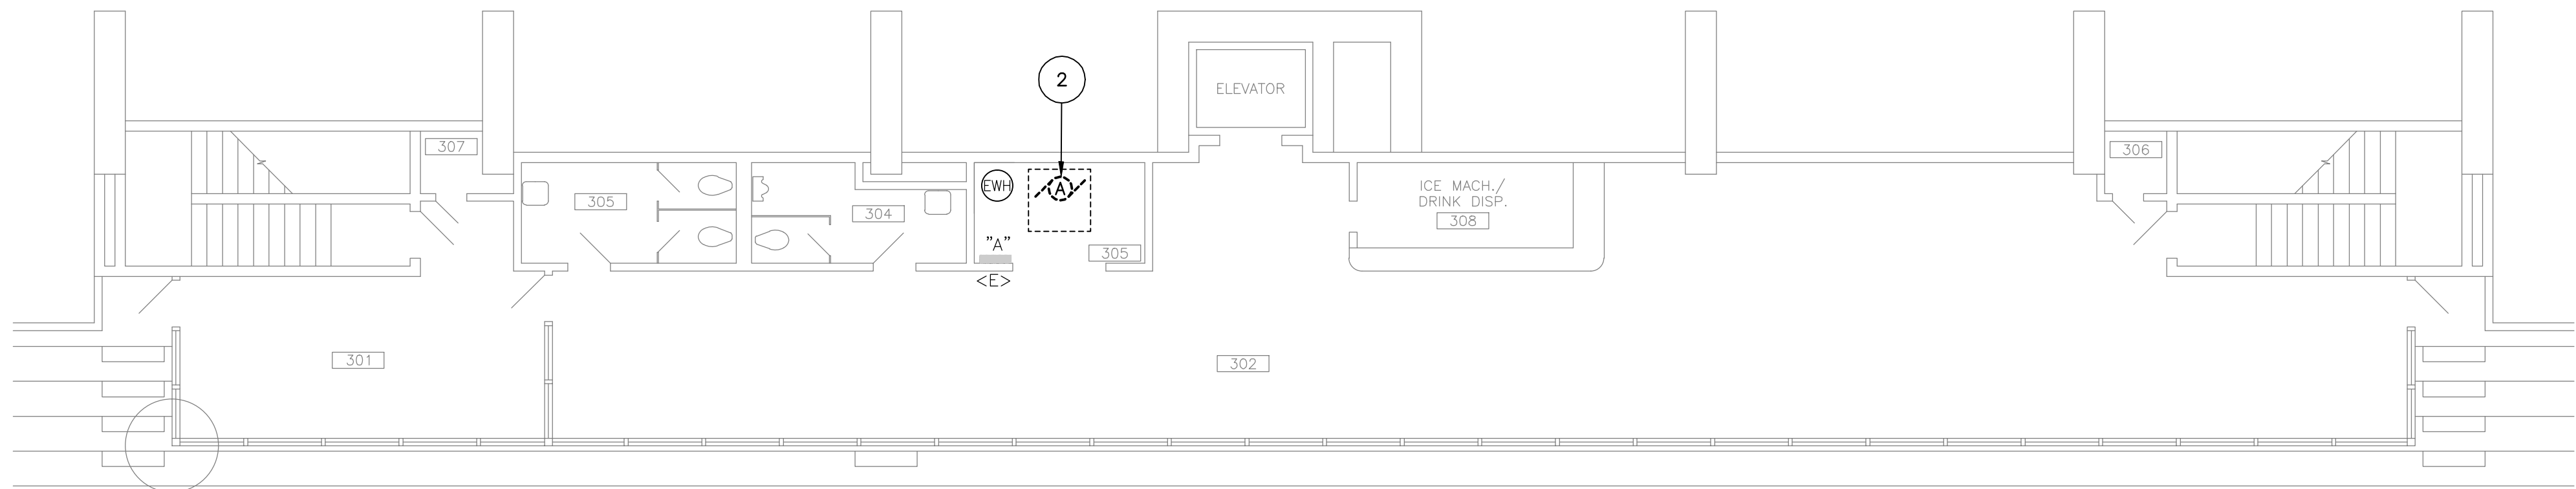 2
ELEVATOR
307
306
305
304
EWH
A
ICE MACH./
DRINK DISP.
308
"A"
305
<E>
301
302